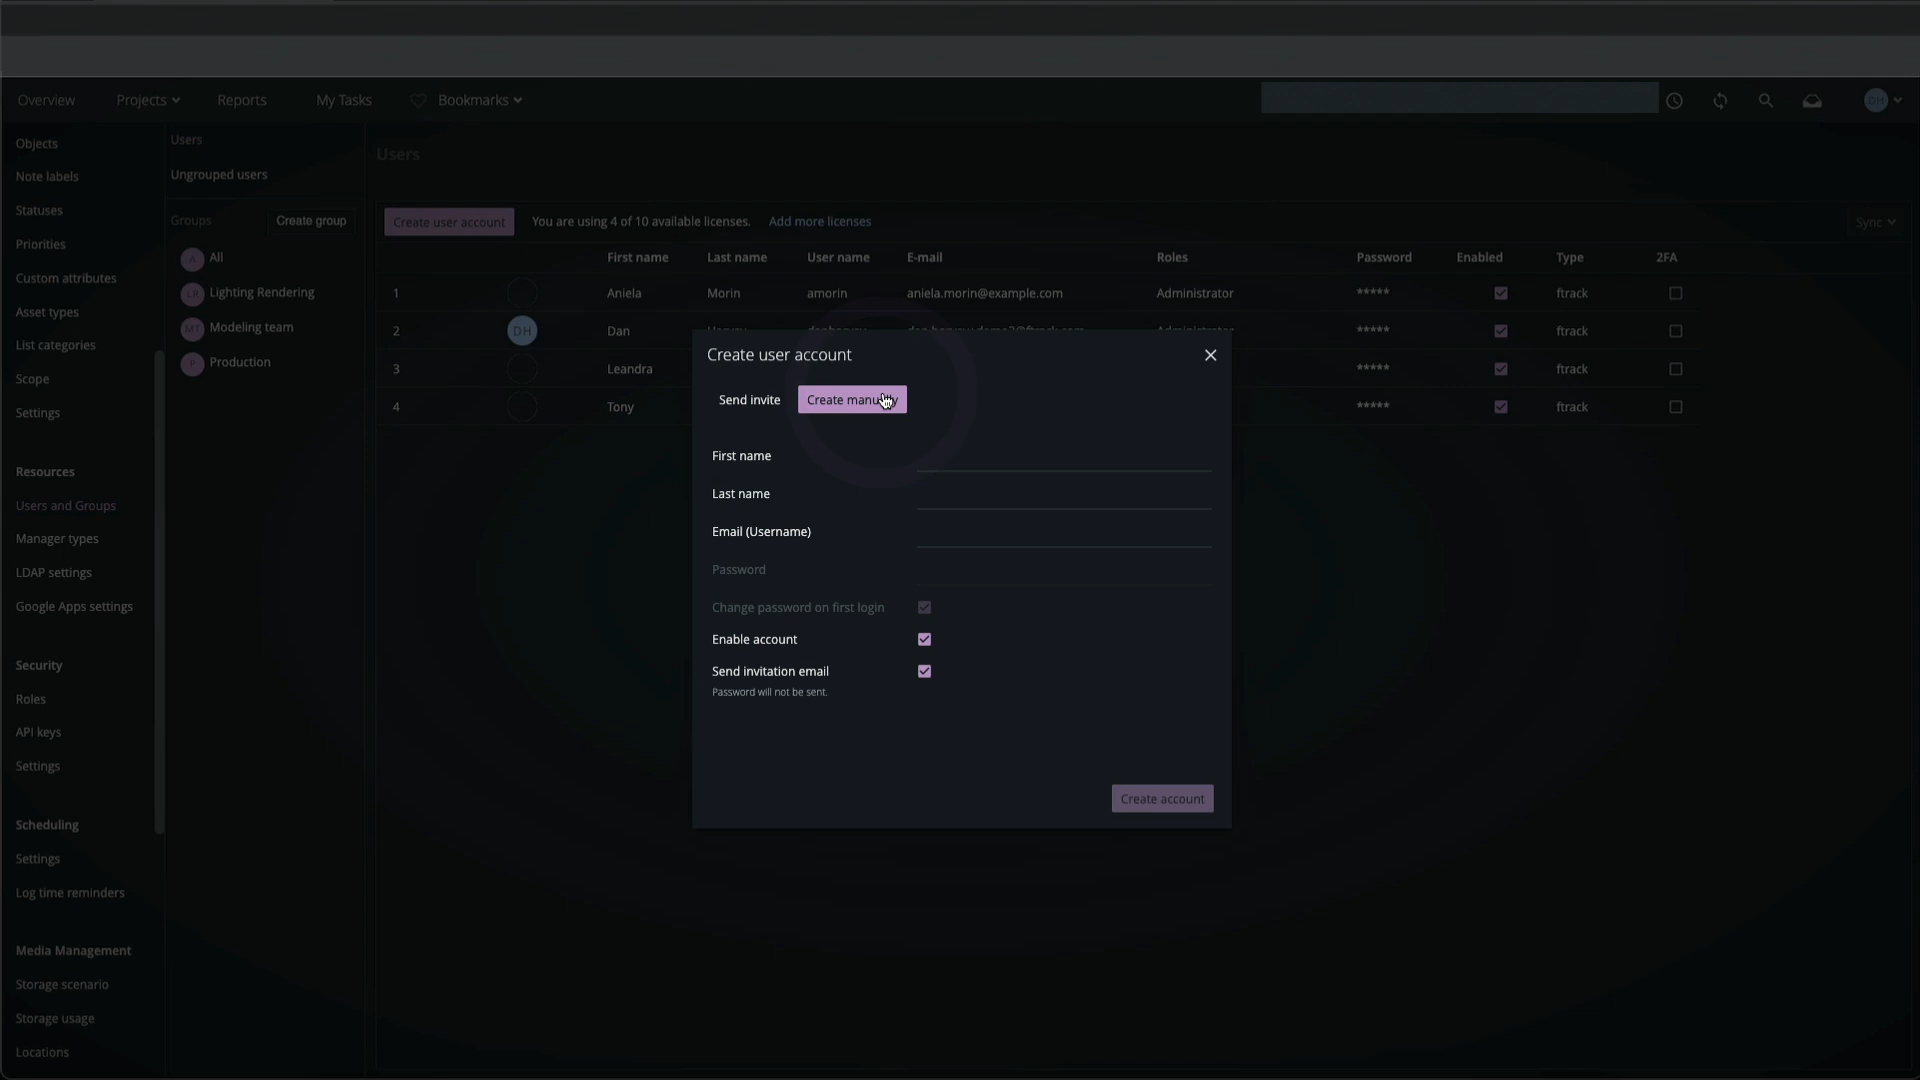 Overview Projects Reports My Tasks Bookmarks DH
Objects
Note labels
Statuses
Priorities
Custom attributes
Asset types
List categories
Scope
Settings
Resources
Users and Groups
Manager types
LDAP settings
Google Apps settings
Security
Roles
API keys
Settings
Scheduling
Settings
Log time reminders
Media Management
Storage scenario
Storage usage
Locations
Users
Ungrouped users
Groups Create group
A All
LR Lighting Rendering
MT Modeling team
P Production
Users
Create user account You are using 4 of 10 available licenses. Add more licenses Sync
First name Last name User name E-mail Roles Password Enabled Type 2FA
1 Aniela Morin amorin aniela.morin@example.com Administrator ***** ftrack
2 DH Dan Administrator ***** ftrack
3 Leandra ***** ftrack
4 Tony ***** ftrack
Create user account
Send invite Create manually
First name
Last name
Email (Username)
Password
Change password on first login
Enable account
Send invitation email
Password will not be sent.
Create account